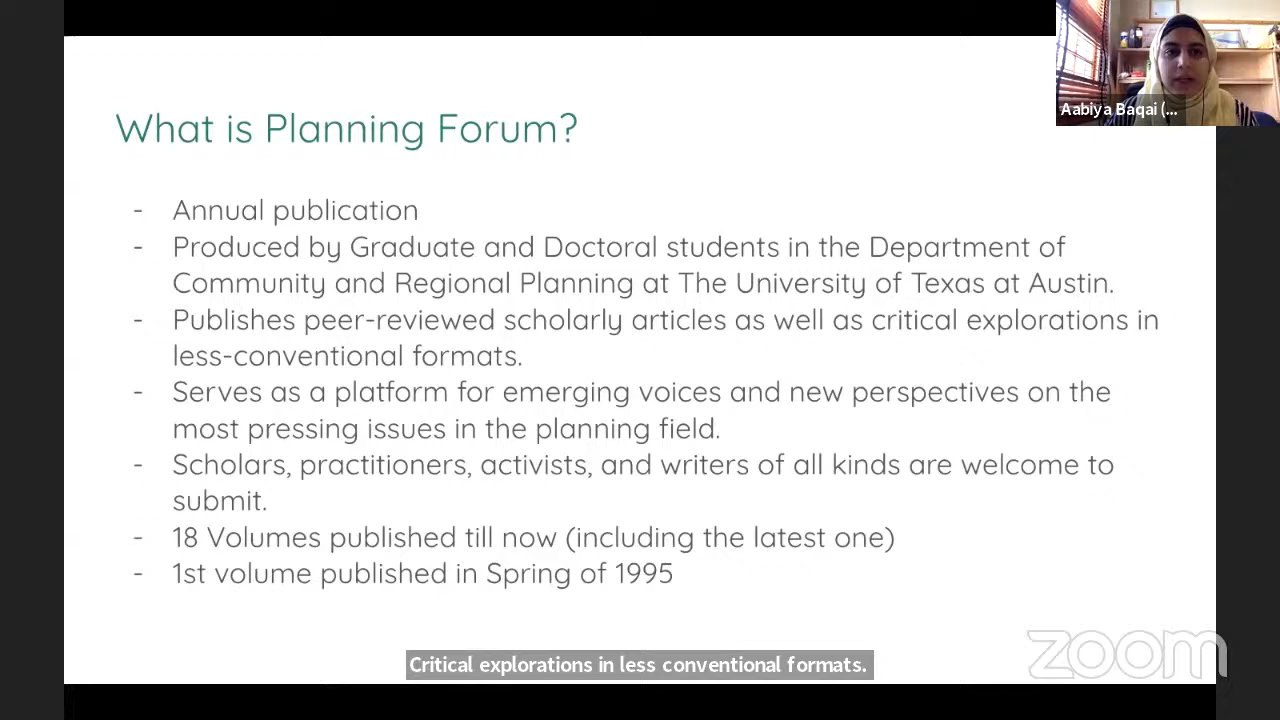 Aabiya Baqai (...
What is Planning Forum?
- Annual publication
- Produced by Graduate and Doctoral students in the Department of
Community and Regional Planning at The University of Texas at Austin.
- Publishes peer-reviewed scholarly articles as well as critical explorations in
less-conventional formats.
- Serves as a platform for emerging voices and new perspectives on the
most pressing issues in the planning field.
- Scholars, practitioners, activists, and writers of all kinds are welcome to
submit.
- 18 Volumes published till now (including the latest one)
- 1st volume published in Spring of 1995
zoom
Critical explorations in less conventional formats.